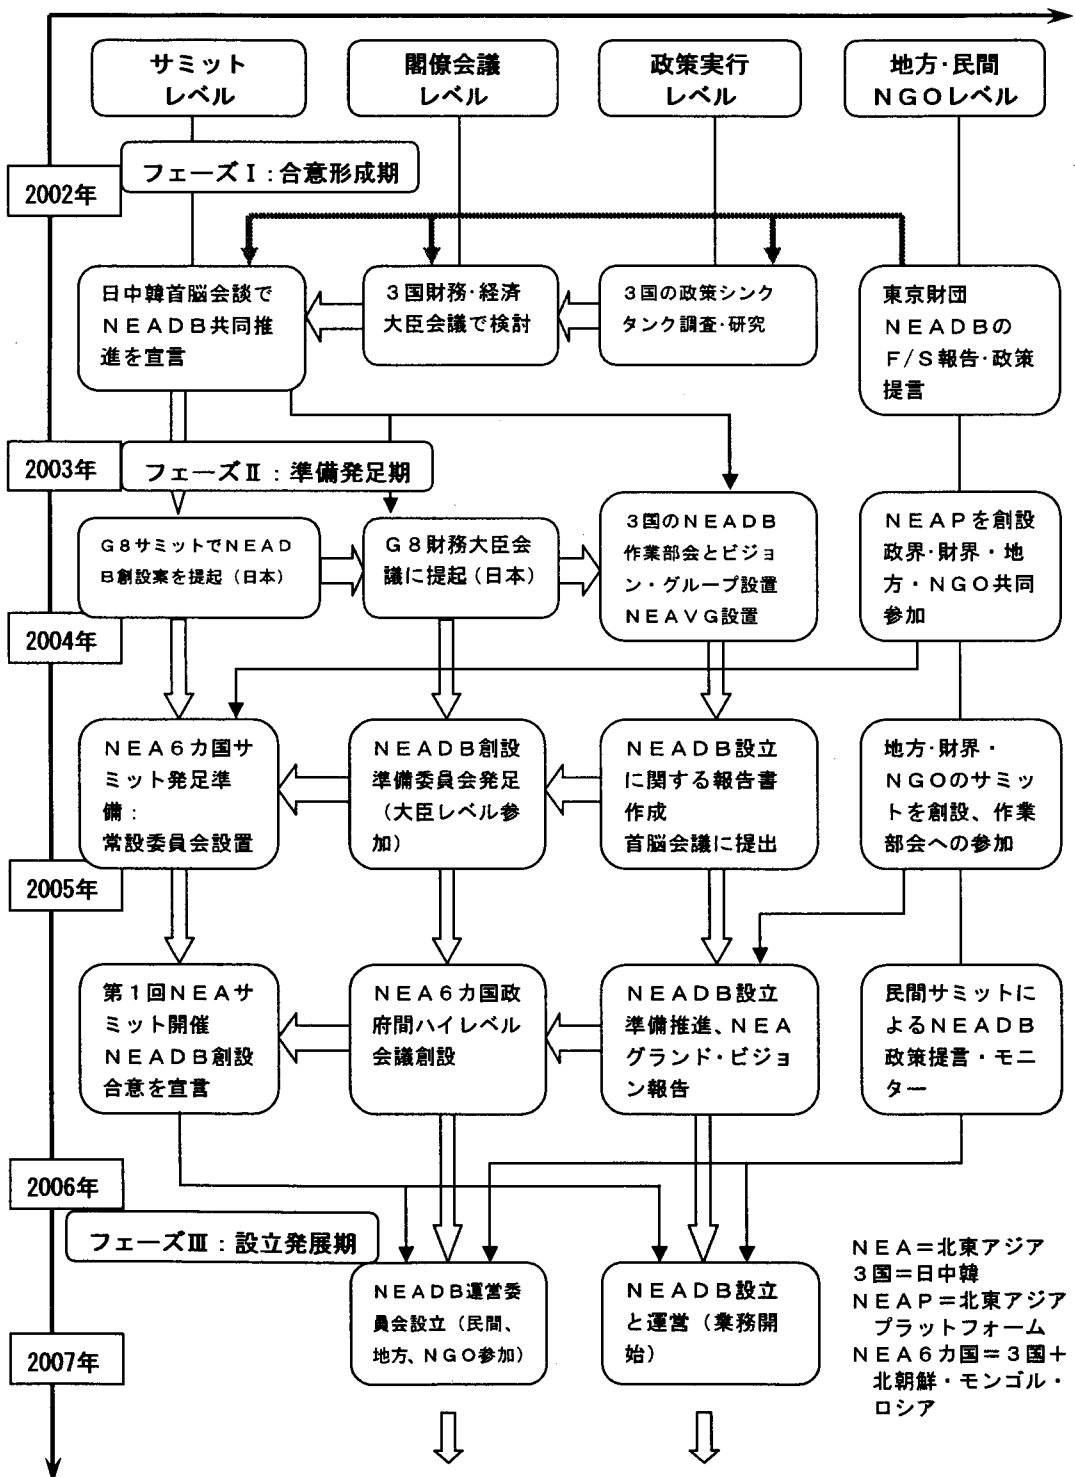 サミット
レベル
閣僚会議
レベル
政策実行
レベル
地方・民間
NGOレベル
フェーズⅠ:合意形成期
2002年
日中韓首脳会談で
NEADB共同推
進を宣言
3国財務・経済
大臣会議で検討
3国の政策シンク
タンク調査・研究
東京財団
NEADBの
F/S報告・政策
提言
2003年
フェーズⅡ:準備発足期
G8サミットでNEAD
B創設案を提起(日本)
G8財務大臣会
議に提起(日本)
3国のNEADB
作業部会とビジョ
ン・グループ設置
NEAVG設置
NEAPを創設
政界・財界・地
方・NGO共同
参加
2004年
NEA6カ国サ
ミット発足準
備:
常設委員会設置
NEADB創設
準備委員会発足
(大臣レベル参
加)
NEADB設立
に関する報告書
作成
首脳会議に提出
地方・財界・
NGOのサミッ
トを創設、作業
部会への参加
2005年
第1回NEAサ
ミット開催
NEADB創設
合意を宣言
NEA6カ国政
府間ハイレベル
会議創設
NEADB設立
準備推進、NEA
グランド・ビジョ
ン報告
民間サミットに
よるNEADB
政策提言・モニ
ター
2006年
フェーズⅢ:設立発展期
NEADB運営委
員会設立(民間、
地方、NGO参加)
NEADB設立
と運営(業務開
始)
2007年
NEA=北東アジア
3国=日中韓
NEAP=北東アジア
プラットフォーム
NEA6カ国=3国+
北朝鮮・モンゴル・
ロシア